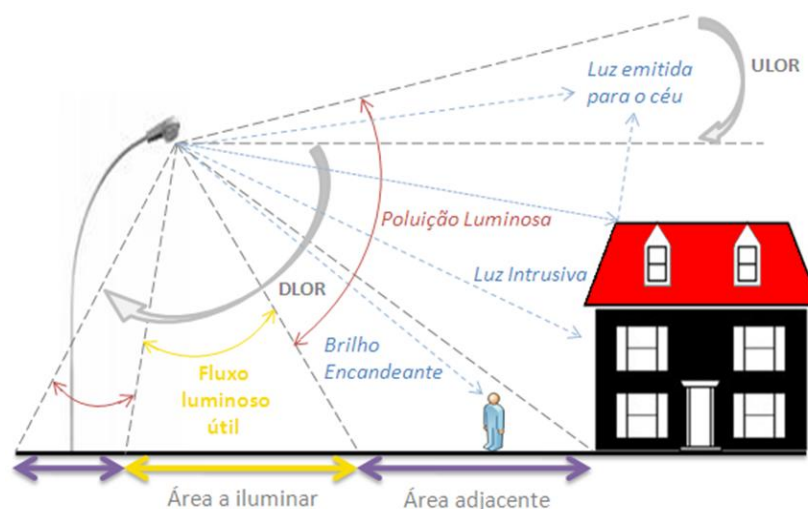 ULOR
Luz emitida
para o céu
Poluição Luminosa
Luz Intrusiva
DLOR
Brilho
Encandeante
Fluxo
luminoso
útil
Área a iluminar
Área adjacente